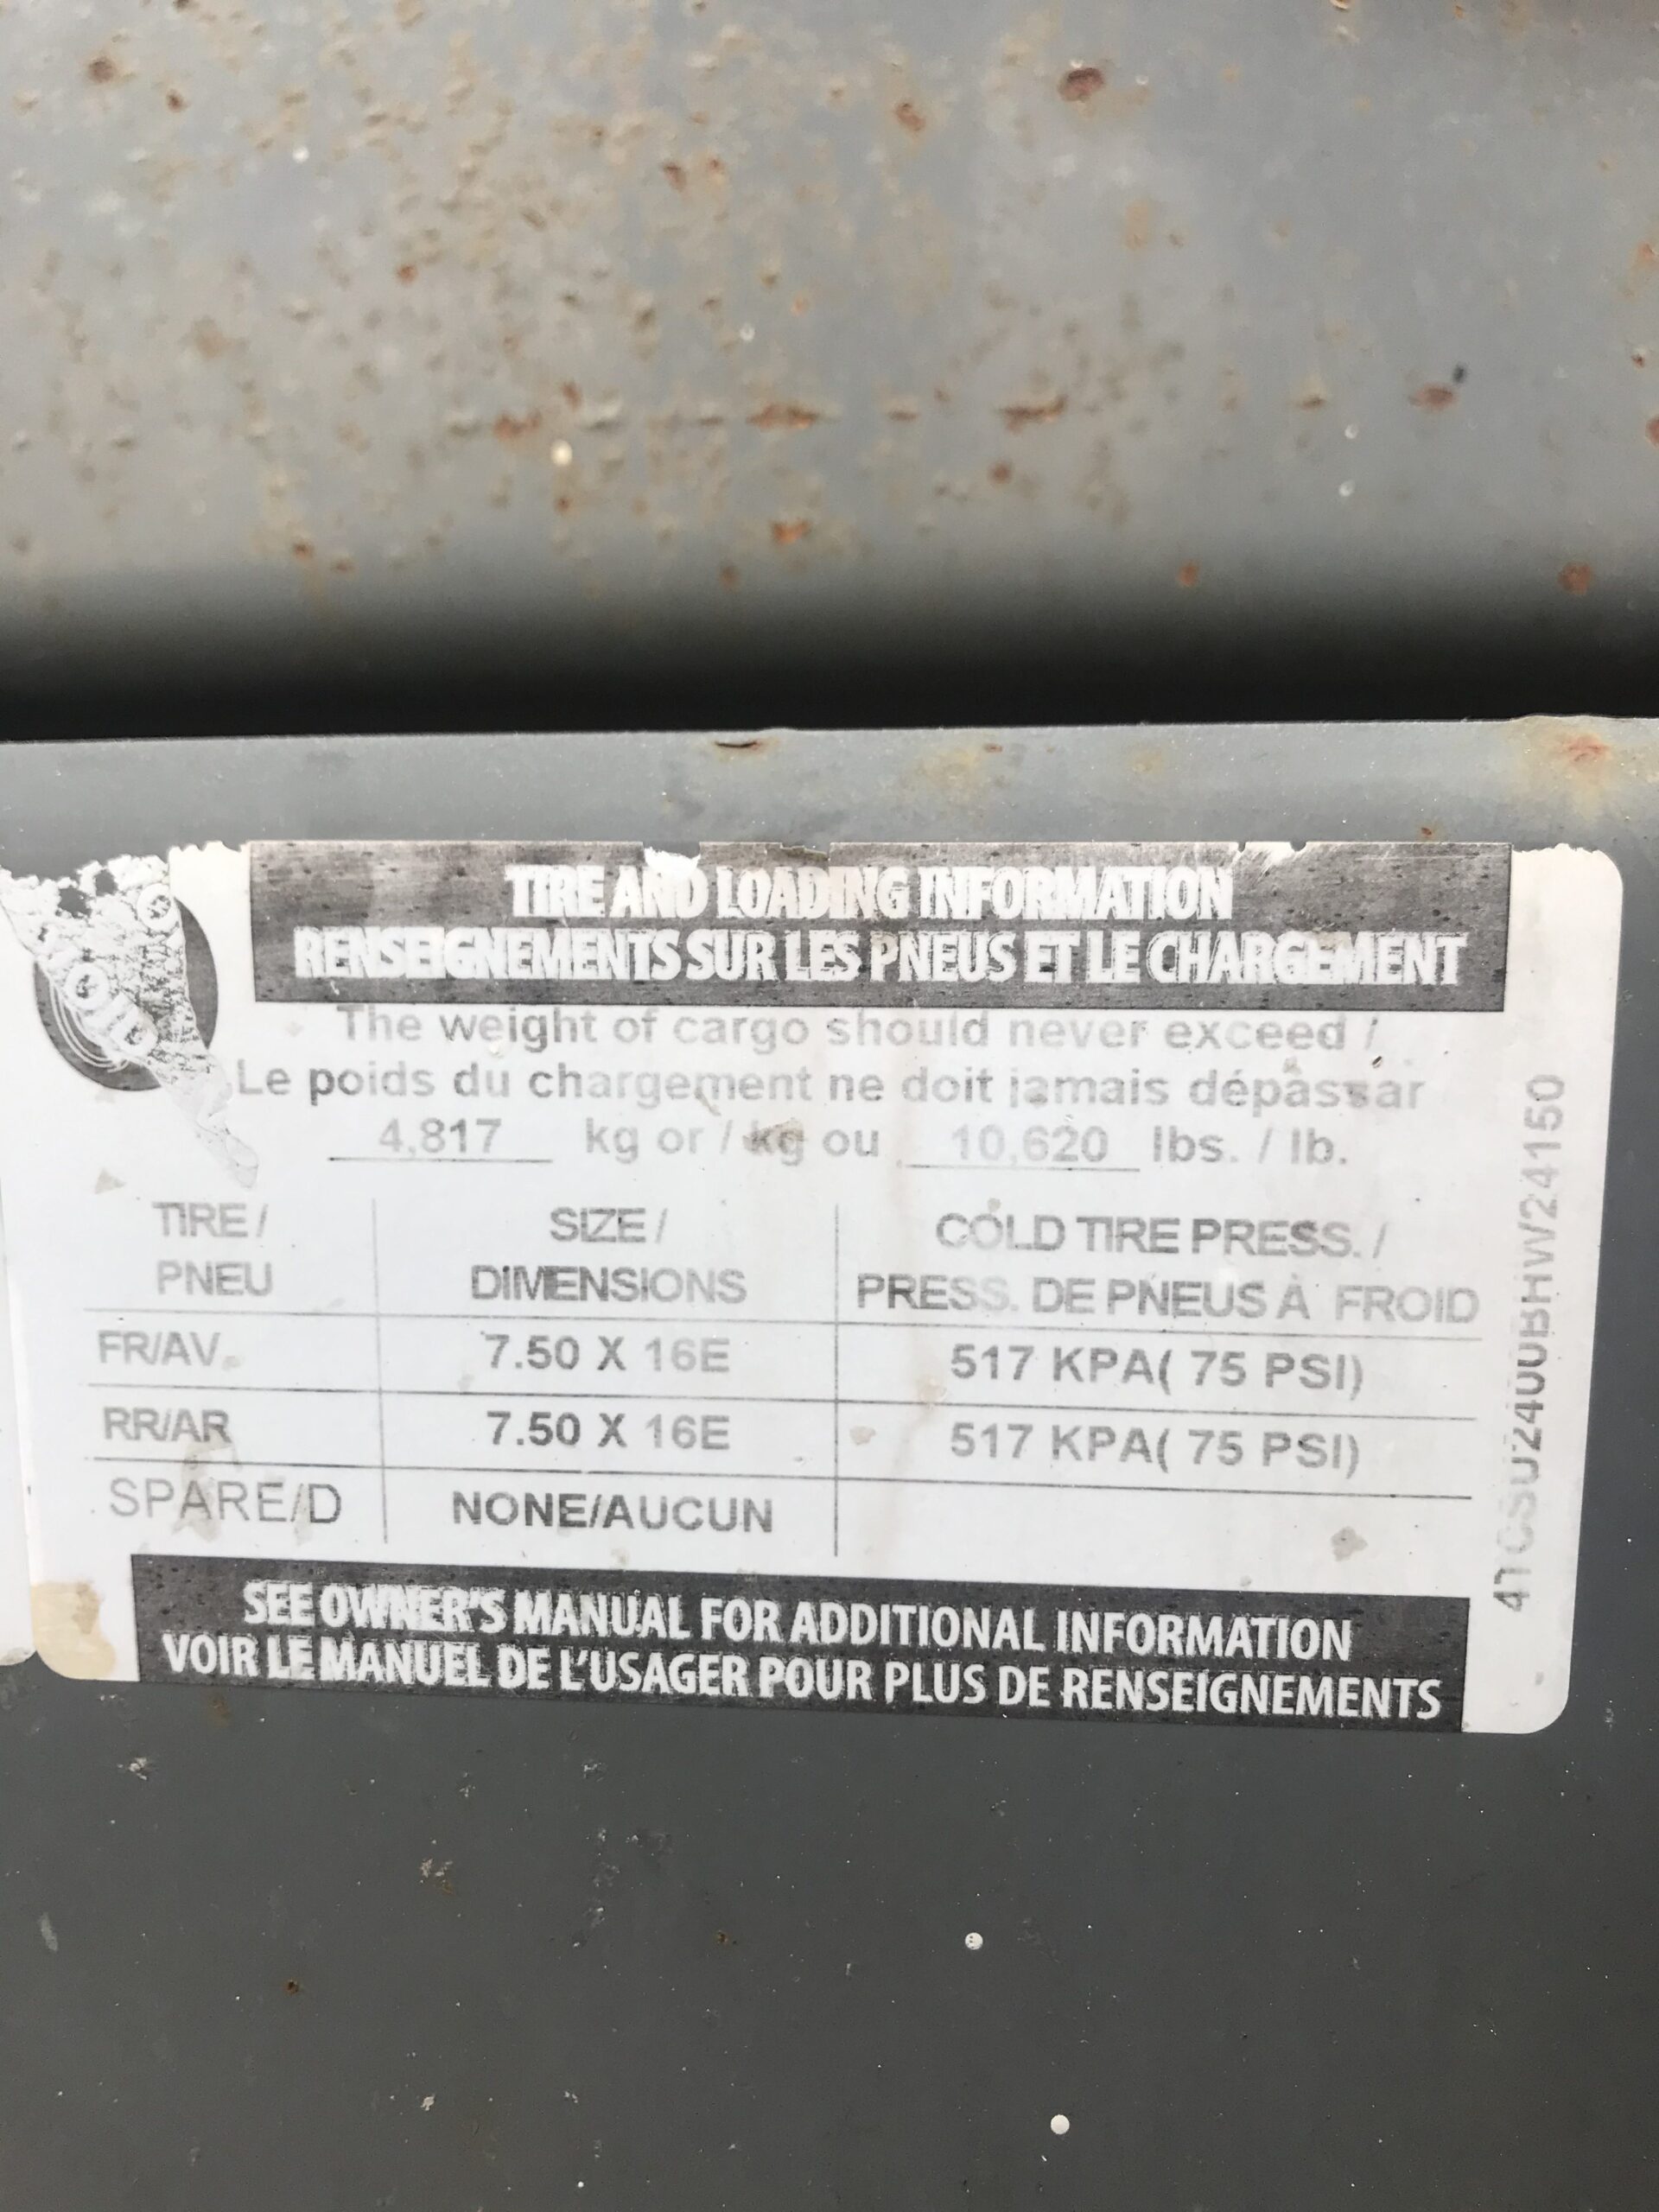 TIRE AND LOADING INFORMATION
RENSEIGNEMENTS SUR LES PNEUS ET LE CHARGEMENT
The weight of cargo should never exceed /
Le poids du chargement ne doit jamais dépassar
4,817 kg or / kg ou 10,620 lbs. / lb.
TIRE / SIZE / COLD TIRE PRESS. /
PNEU DIMENSIONS PRESS. DE PNEUS À FROID
FR/AV 7.50 X 16E 517 KPA( 75 PSI)
RR/AR 7.50 X 16E 517 KPA( 75 PSI)
SPARE/D NONE/AUCUN
SEE OWNER'S MANUAL FOR ADDITIONAL INFORMATION
VOIR LE MANUEL DE L'USAGER POUR PLUS DE RENSEIGNEMENTS